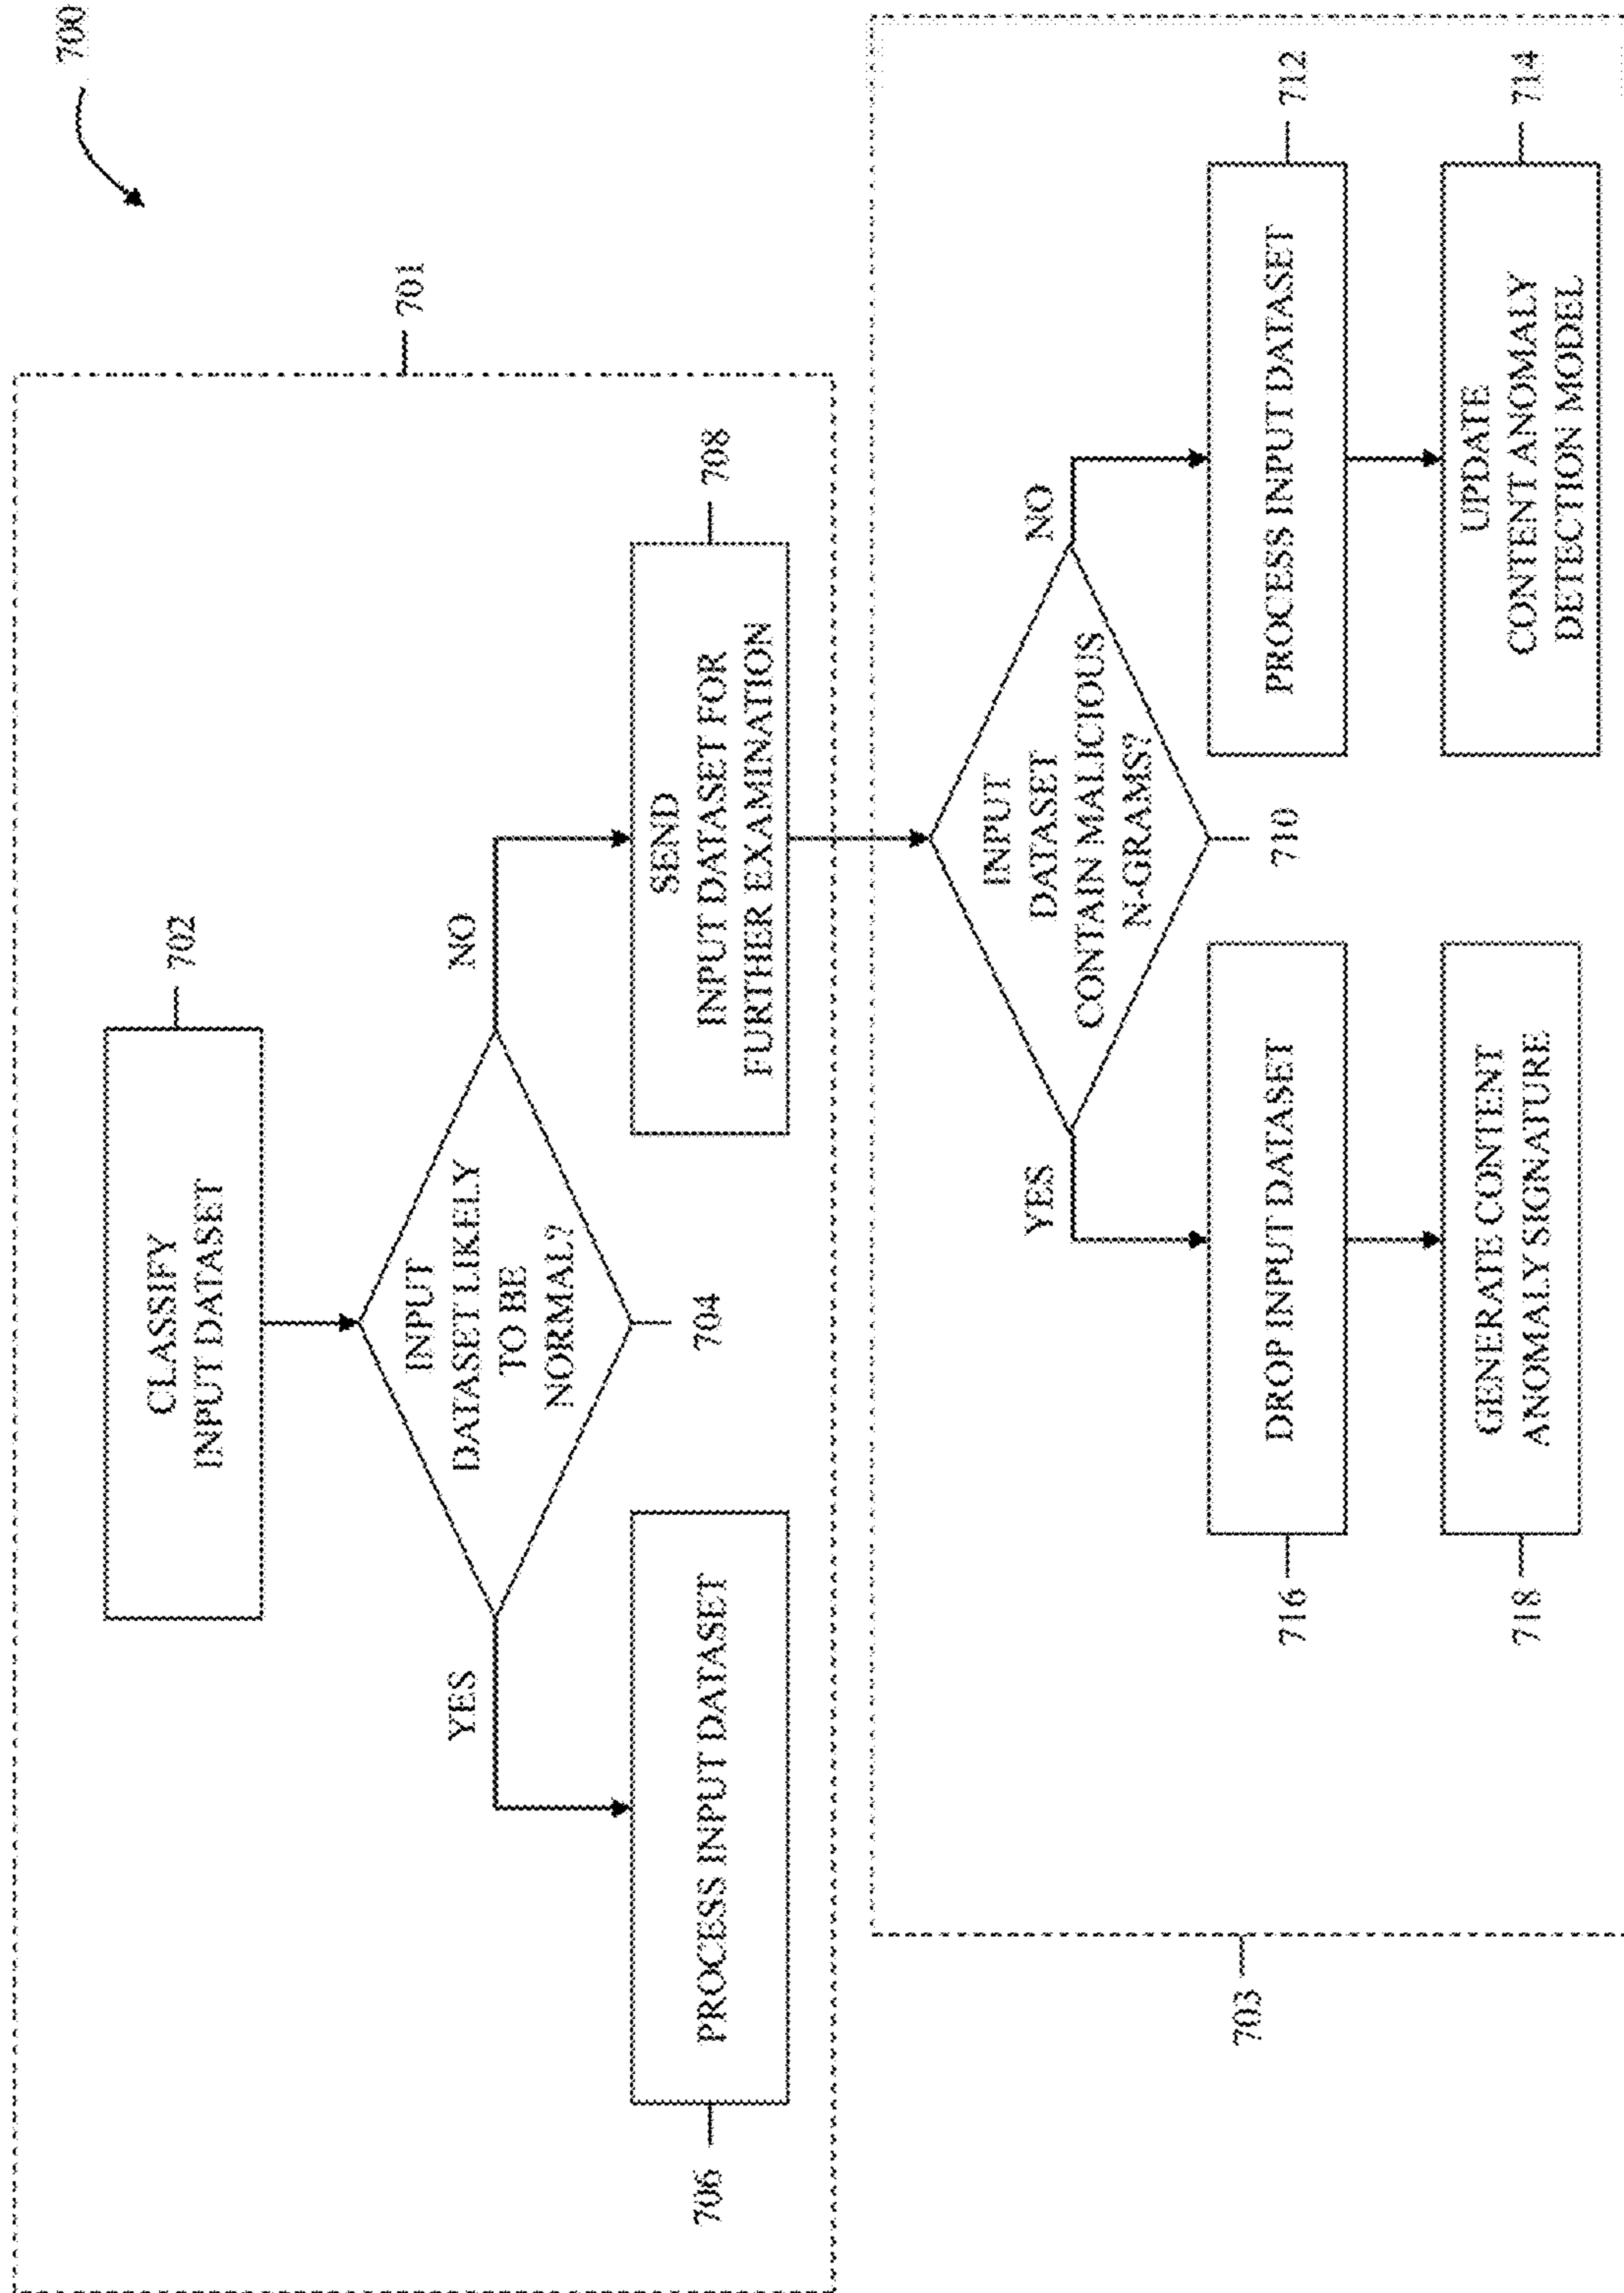 700
701
CLASSIFY
INPUT DATASET
702
INPUT
DATASET LIKELY
TO BE
NORMAL?
704
YES
NO
PROCESS INPUT DATASET
706
SEND
INPUT DATASET FOR
FURTHER EXAMINATION
708
703
INPUT
DATASET
CONTAIN MALICIOUS
N-GRAMS?
710
YES
NO
DROP INPUT DATASET
716
PROCESS INPUT DATASET
712
GENERATE CONTENT
ANOMALY SIGNATURE
718
UPDATE
CONTENT ANOMALY
DETECTION MODEL
714